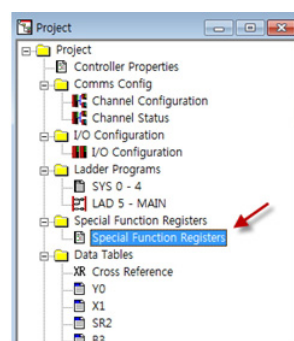 Project
Project
Controller Properties
Comms Config
Channel Configuration
Channel Status
I/O Configuration
I/O Configuration
Ladder Programs
SYS 0 - 4
LAD 5 - MAIN
Special Function Registers
Special Function Registers
Data Tables
XR Cross Reference
Y0
X1
SR2
B3